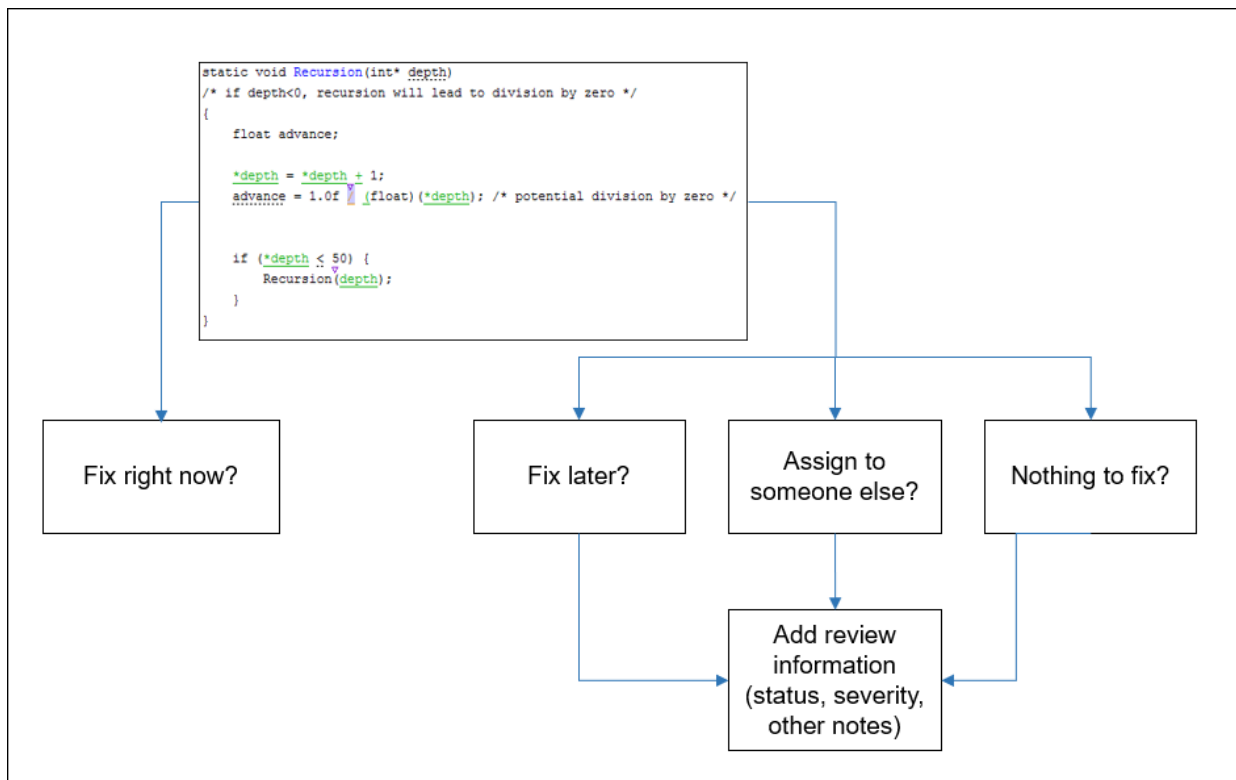 static void Recursion(int* depth)
/* if depth<0, recursion will lead to division by zero */
{
    float advance;
    *depth = *depth + 1;
    advance = 1.0f / (float)(*depth); /* potential division by zero */
    if (*depth < 50) {
        Recursion(depth);
    }
}
Fix right now?
Fix later?
Assign to
someone else?
Nothing to fix?
Add review
information
(status, severity,
other notes)